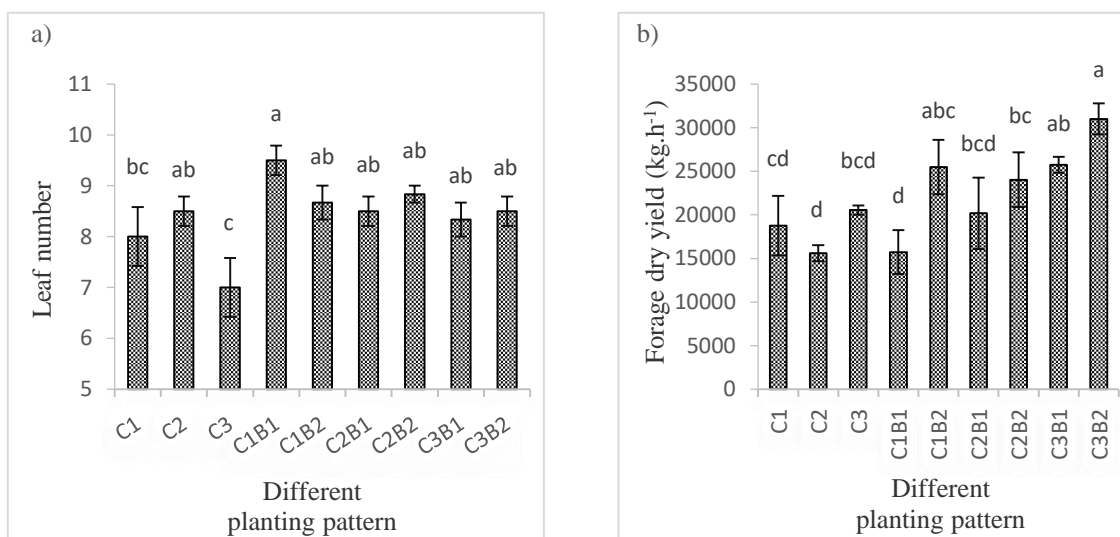 a)
11
10
9
8
7
6
5
Leaf number
bc
ab
c
a
ab
ab
ab
ab
ab
C1
C2
C3
C1B1
C1B2
C2B1
C2B2
C3B1
C3B2
Different
planting pattern
b)
35000
30000
25000
20000
15000
10000
5000
0
Forage dry yield (kg.h-1)
cd
d
bcd
d
abc
bcd
bc
ab
a
C1
C2
C3
C1B1
C1B2
C2B1
C2B2
C3B1
C3B2
Different
planting pattern